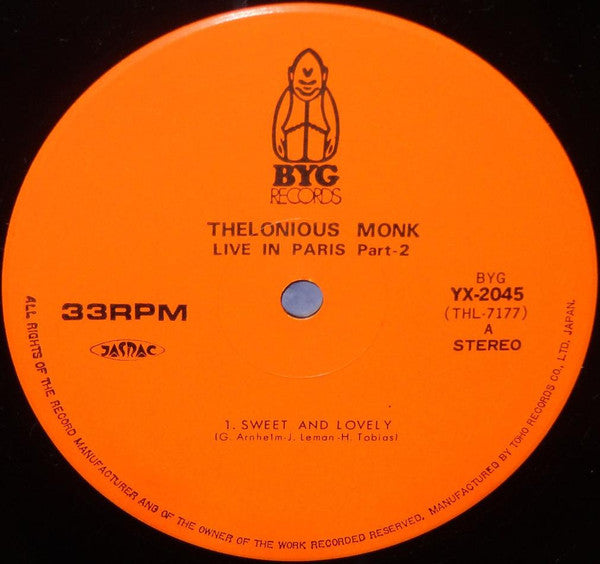 BYG
RECORDS
THELONIOUS MONK
LIVE IN PARIS Part-2
33RPM
JASRAC
BYG
YX-2045
(THL-7177)
A
STEREO
1. SWEET AND LOVELY
(G. Arnhelm-J. Leman-H. Tobias)
ALL RIGHTS OF THE RECORD MANUFACTURER AND OF THE OWNER OF THE WORK RECORDED RESERVED. MANUFACTURED BY TOHO RECORDS CO., LTD, JAPAN.